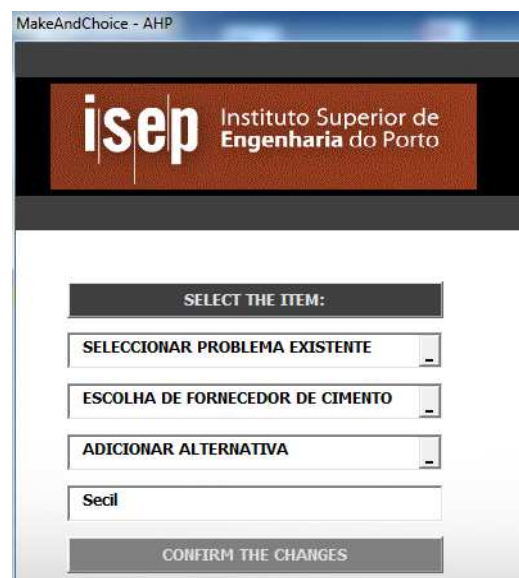 MakeAndChoice - AHP
isep
Instituto Superior de
Engenharia do Porto
SELECT THE ITEM:
SELECCIONAR PROBLEMA EXISTENTE
ESCOLHA DE FORNECEDOR DE CIMENTO
ADICIONAR ALTERNATIVA
Secil
CONFIRM THE CHANGES